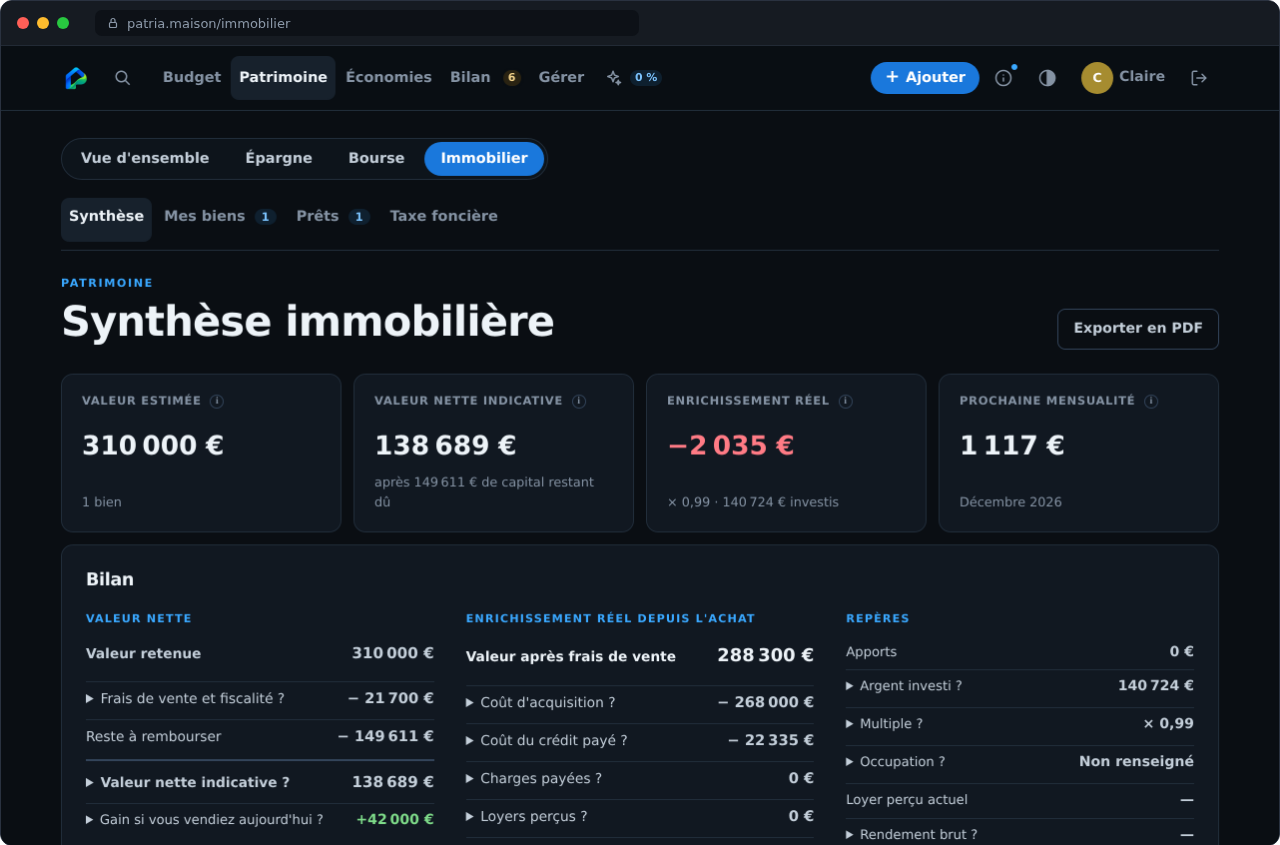 patria.maison/immobilier
Budget Patrimoine Économies Bilan 6 Gérer 0 % + Ajouter C Claire
Vue d'ensemble Épargne Bourse Immobilier
Synthèse Mes biens 1 Prêts 1 Taxe foncière
PATRIMOINE
Synthèse immobilière
Exporter en PDF
VALEUR ESTIMÉE
310 000 €
1 bien
VALEUR NETTE INDICATIVE
138 689 €
après 149 611 € de capital restant
dû
ENRICHISSEMENT RÉEL
−2 035 €
× 0,99 · 140 724 € investis
PROCHAINE MENSUALITÉ
1 117 €
Décembre 2026
Bilan
VALEUR NETTE
Valeur retenue 310 000 €
Frais de vente et fiscalité ? − 21 700 €
Reste à rembourser − 149 611 €
Valeur nette indicative ? 138 689 €
Gain si vous vendiez aujourd'hui ? +42 000 €
ENRICHISSEMENT RÉEL DEPUIS L'ACHAT
Valeur après frais de vente 288 300 €
Coût d'acquisition ? − 268 000 €
Coût du crédit payé ? − 22 335 €
Charges payées ? 0 €
Loyers perçus ? 0 €
REPÈRES
Apports 0 €
Argent investi ? 140 724 €
Multiple ? × 0,99
Occupation ? Non renseigné
Loyer perçu actuel —
Rendement brut ? —